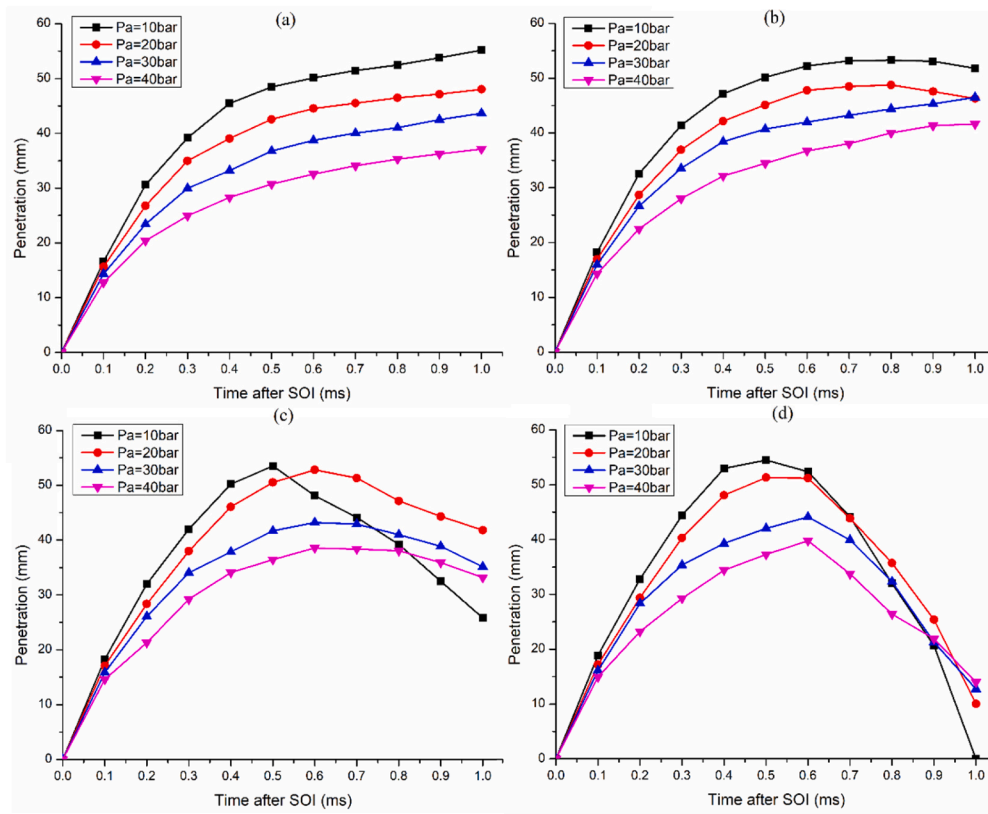 (a)
Pa=10bar
Pa=20bar
Pa=30bar
Pa=40bar
Penetration (mm)
60
50
40
30
20
10
0
0.0 0.1 0.2 0.3 0.4 0.5 0.6 0.7 0.8 0.9 1.0
Time after SOI (ms)
(b)
Pa=10bar
Pa=20bar
Pa=30bar
Pa=40bar
Penetration (mm)
60
50
40
30
20
10
0
0.0 0.1 0.2 0.3 0.4 0.5 0.6 0.7 0.8 0.9 1.0
Time after SOI (ms)
(c)
Pa=10bar
Pa=20bar
Pa=30bar
Pa=40bar
Penetration (mm)
60
50
40
30
20
10
0
0.0 0.1 0.2 0.3 0.4 0.5 0.6 0.7 0.8 0.9 1.0
Time after SOI (ms)
(d)
Pa=10bar
Pa=20bar
Pa=30bar
Pa=40bar
Penetration (mm)
60
50
40
30
20
10
0
0.0 0.1 0.2 0.3 0.4 0.5 0.6 0.7 0.8 0.9 1.0
Time after SOI (ms)